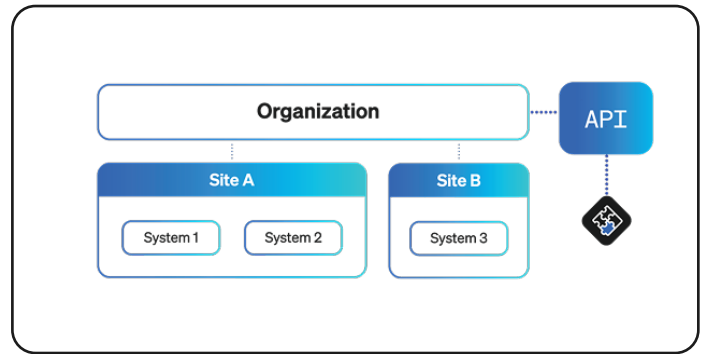 Organization
API
Site A
Site B
System 1
System 2
System 3